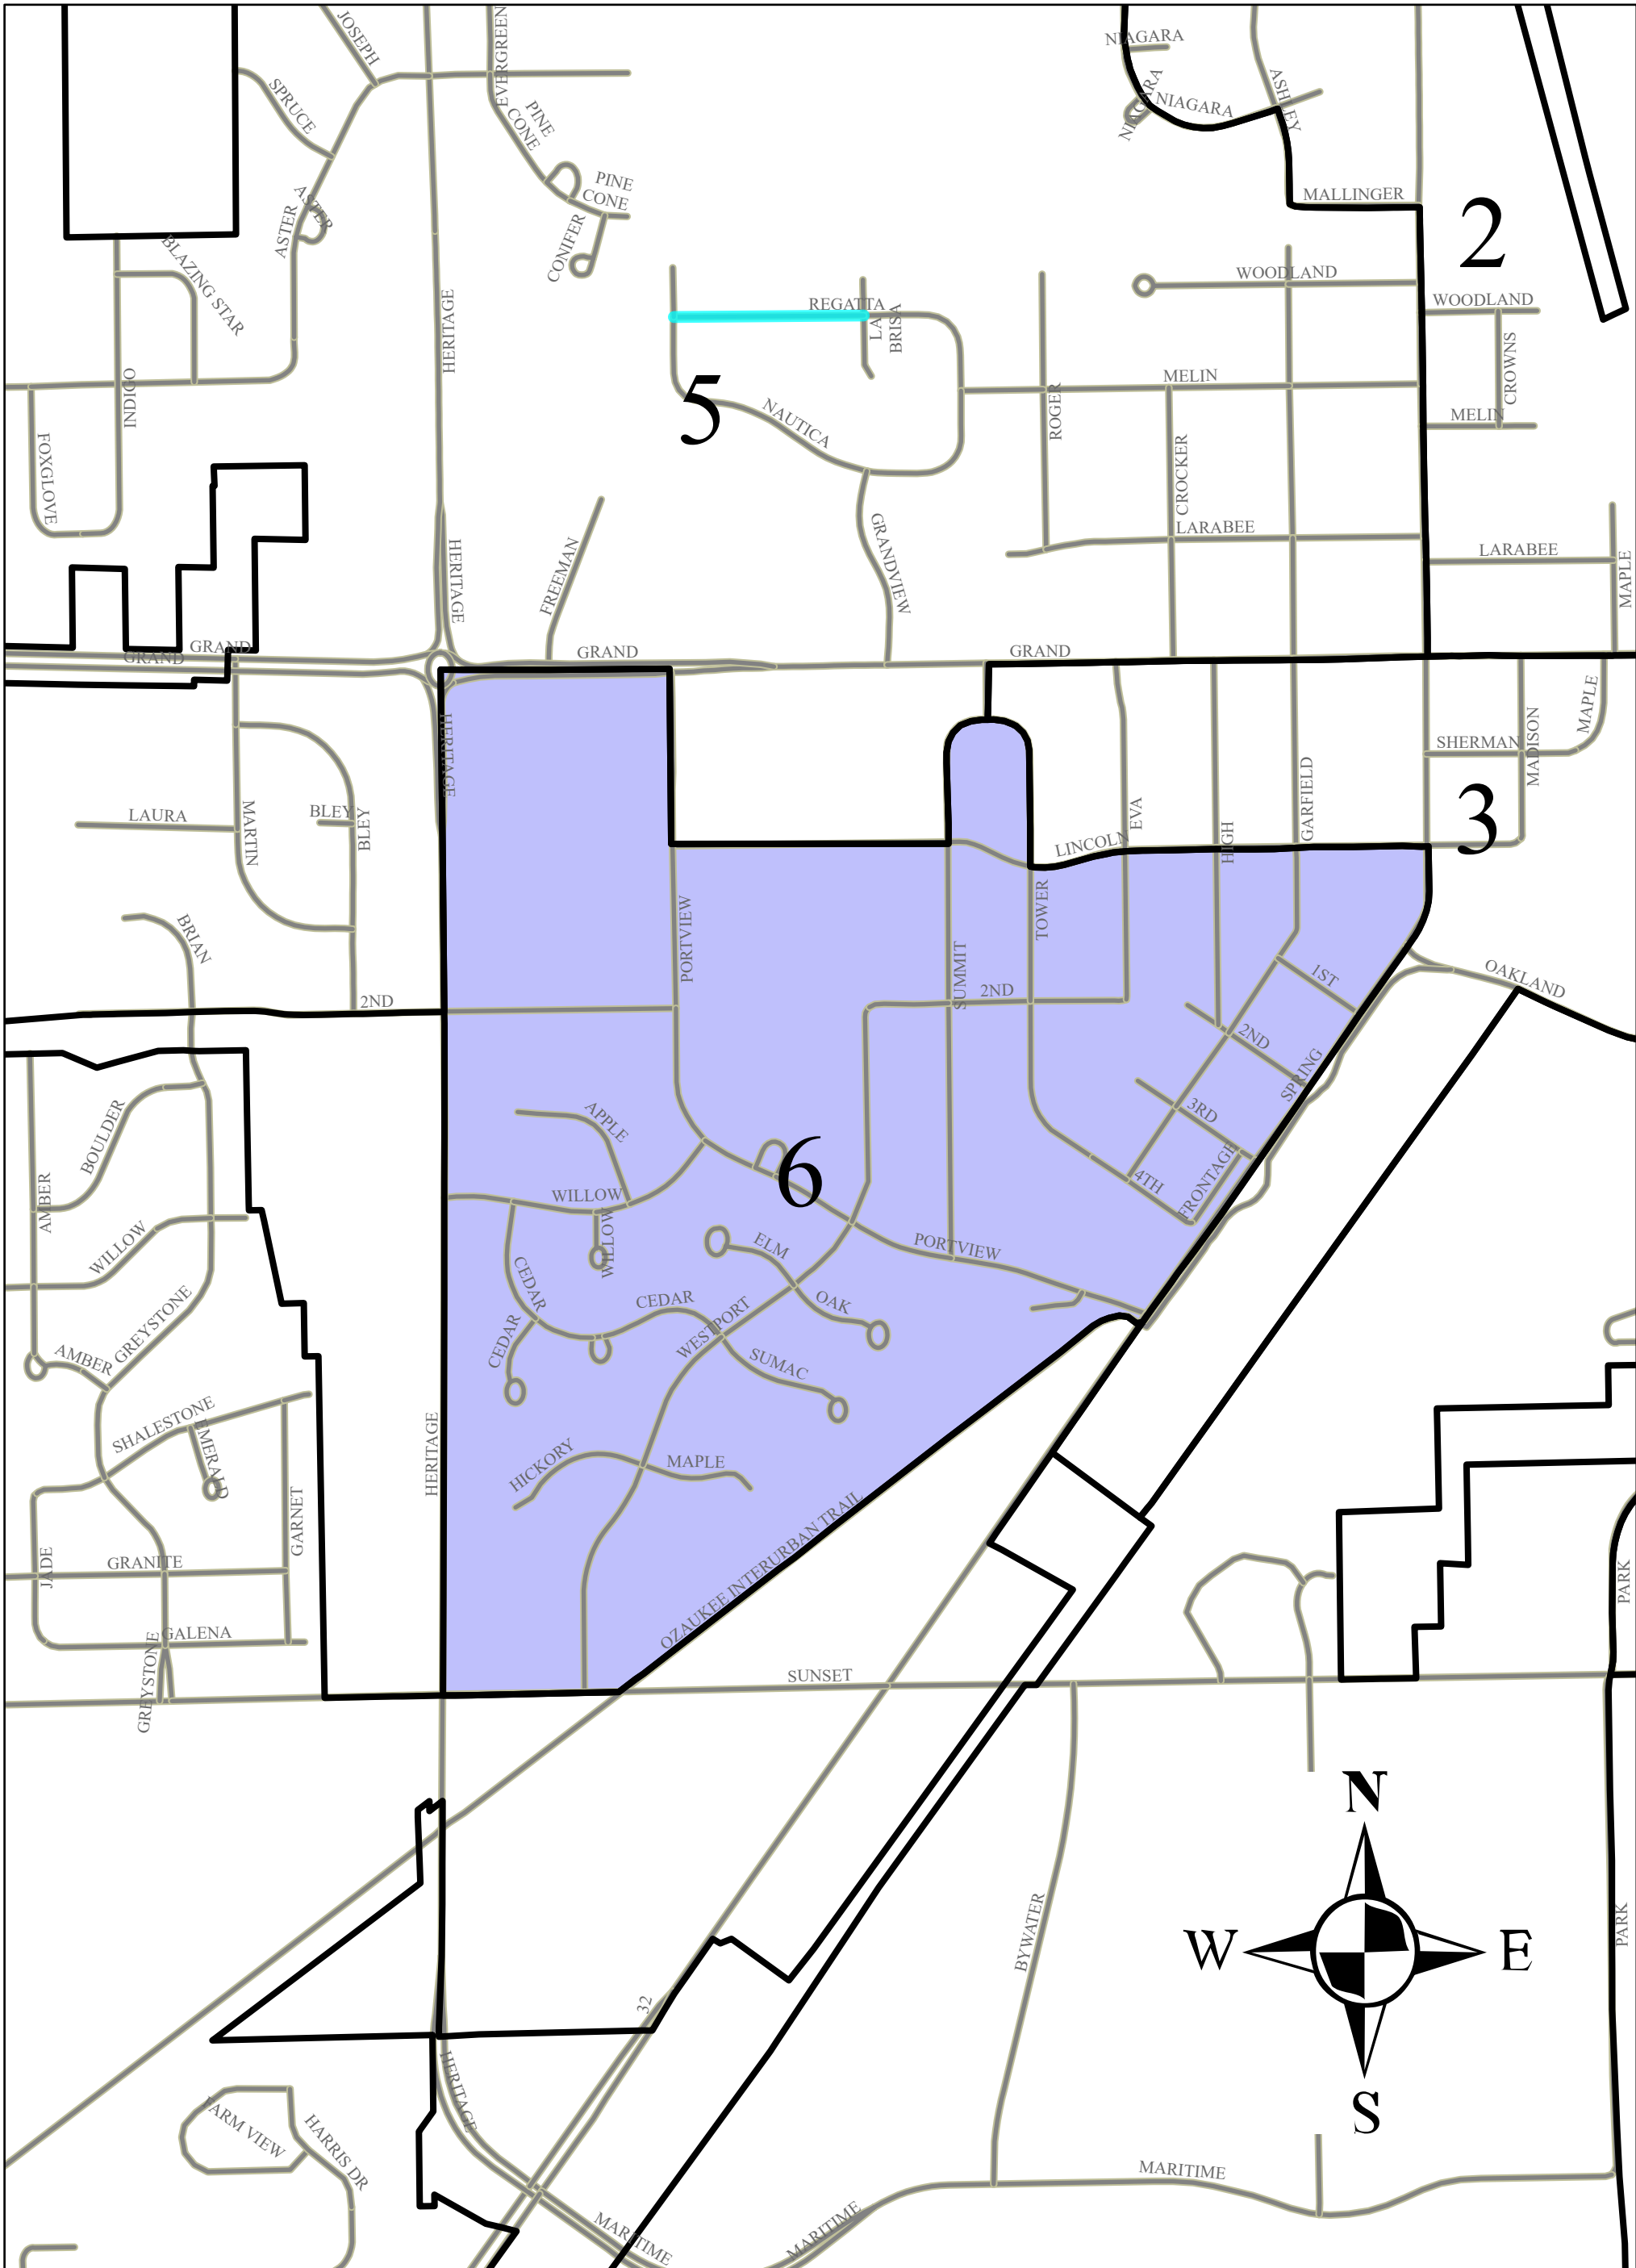 JOSEPH
EVERGREEN
NIAGARA
SPRUCE
PINE
CONE
NIAGARA
NIAGARA
ASHLEY
PINE
CONE
MALLINGER
ASTER
ASTER
2
BLAZING STAR
CONIFER
WOODLAND
WOODLAND
HERITAGE
REGATTA
LA
BRISA
CROWNS
INDIGO
5
MELIN
ROGER
NAUTICA
MELIN
FOXGLOVE
CROCKER
HERITAGE
FREEMAN
GRANDVIEW
LARABEE
LARABEE
MAPLE
GRAND
GRAND
GRAND
GRAND
HERITAGE
SHERMAN
MADISON
MAPLE
LAURA
MARTIN
BLEY
BLEY
EVA
GARFIELD
3
LINCOLN
HIGH
BRIAN
PORTVIEW
TOWER
SUMMIT
2ND
2ND
1ST
OAKLAND
2ND
SPRING
BOULDER
APPLE
3RD
6
AMBER
WILLOW
WILLOW
4TH
FRONTAGE
WILLOW
ELM
PORTVIEW
GREYSTONE
CEDAR
CEDAR
OAK
AMBER
CEDAR
WESTPORT
SUMAC
SHALESTONE
EMERALD
HERITAGE
HICKORY
MAPLE
GARNET
OZAUKEE INTERURBAN TRAIL
JADE
GRANITE
PARK
GALENA
GREYSTONE
SUNSET
N
BYWATER
W
E
PARK
32
S
HERITAGE
FARM VIEW
HARRIS DR
MARITIME
MARITIME
MARITIME